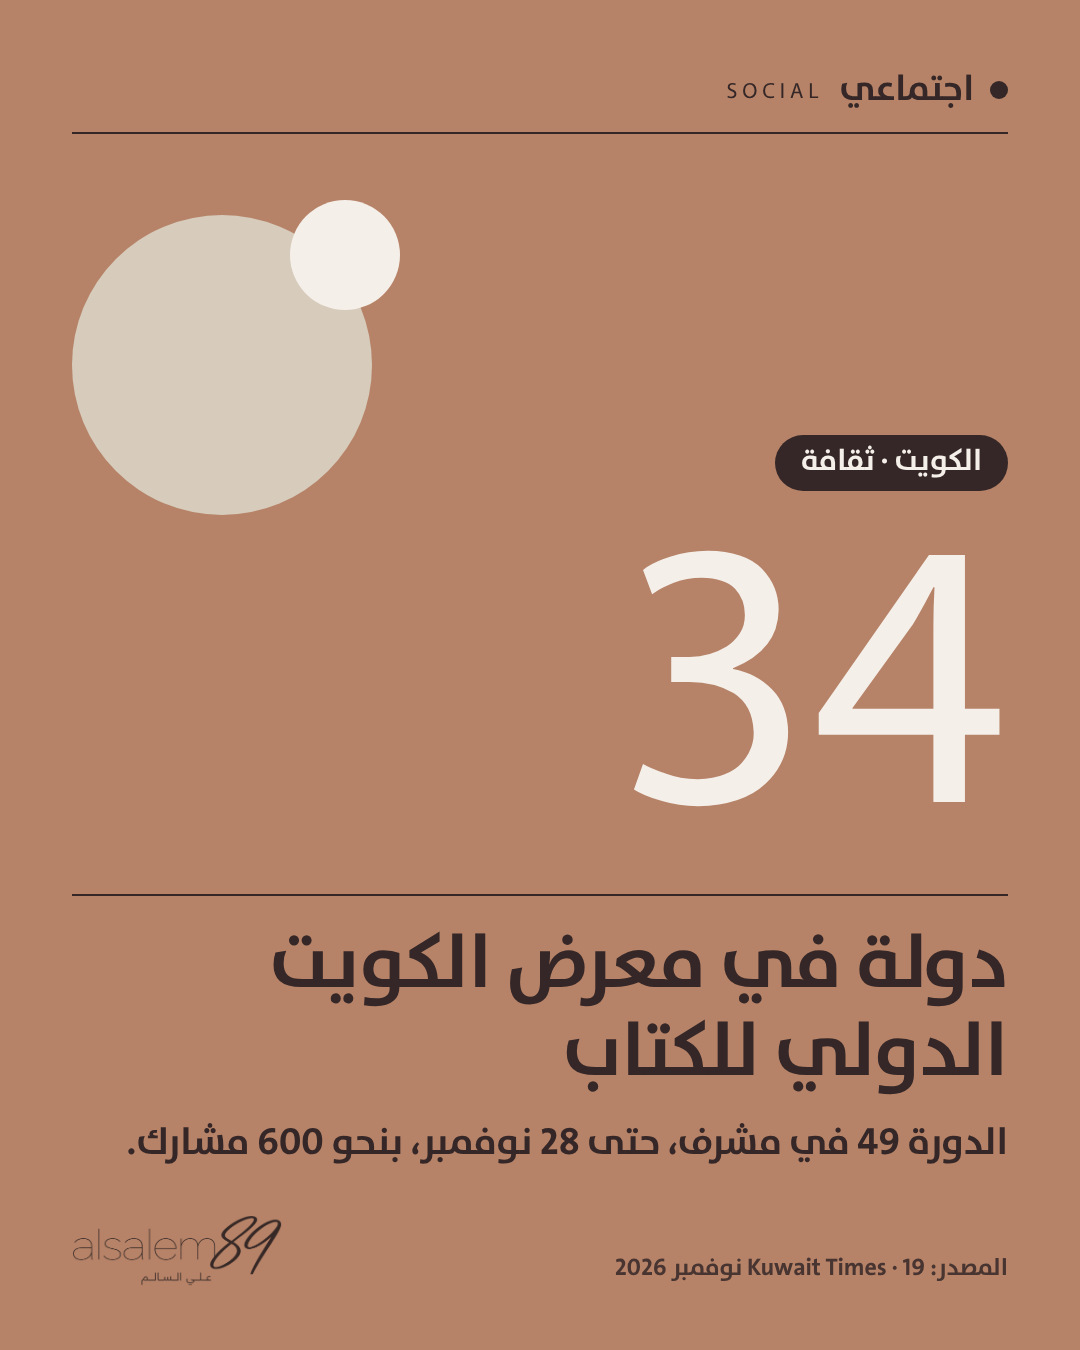 اجتماعي SOCIAL
الكويت · ثقافة
34
دولة في معرض الكويت
الدولي للكتاب
الدورة 49 في مشرف، حتى 28 نوفمبر، بنحو 600 مشارك.
المصدر: Kuwait Times · 19 نوفمبر 2026
alsalem89
علي السالم